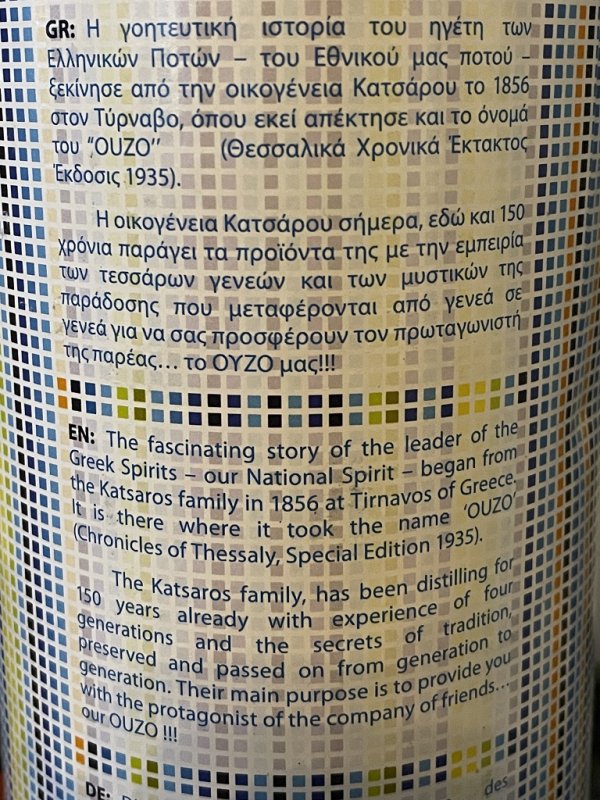 GR: Η γοητευτική ιστορία του ηγέτη των
Ελληνικών Ποτών – του Εθνικού μας ποτού –
ξεκίνησε από την οικογένεια Κατσάρου το 1856
στον Τύρναβο, όπου εκεί απέκτησε και το όνομά
του “OUZO’’ (Θεσσαλικά Χρονικά Έκτακτος
Έκδοσις 1935).
Η οικογένεια Κατσάρου σήμερα, εδώ και 150
χρόνια παράγει τα προϊόντα της με την εμπειρία
των τεσσάρων γενεών και των μυστικών της
παράδοσης που μεταφέρονται από γενεά σε
γενεά για να σας προσφέρουν τον πρωταγωνιστή
της παρέας... το ΟΥΖΟ μας!!!
EN: The fascinating story of the leader of the
Greek Spirits – our National Spirit – began from
the Katsaros family in 1856 at Tirnavos of Greece.
It is there where it took the name ‘OUZO’
(Chronicles of Thessaly, Special Edition 1935).
The Katsaros family, has been distilling for
150 years already with experience of four
generations and the secrets of tradition,
preserved and passed on from generation to
generation. Their main purpose is to provide you
with the protagonist of the company of friends...
our OUZO !!!
DE: des